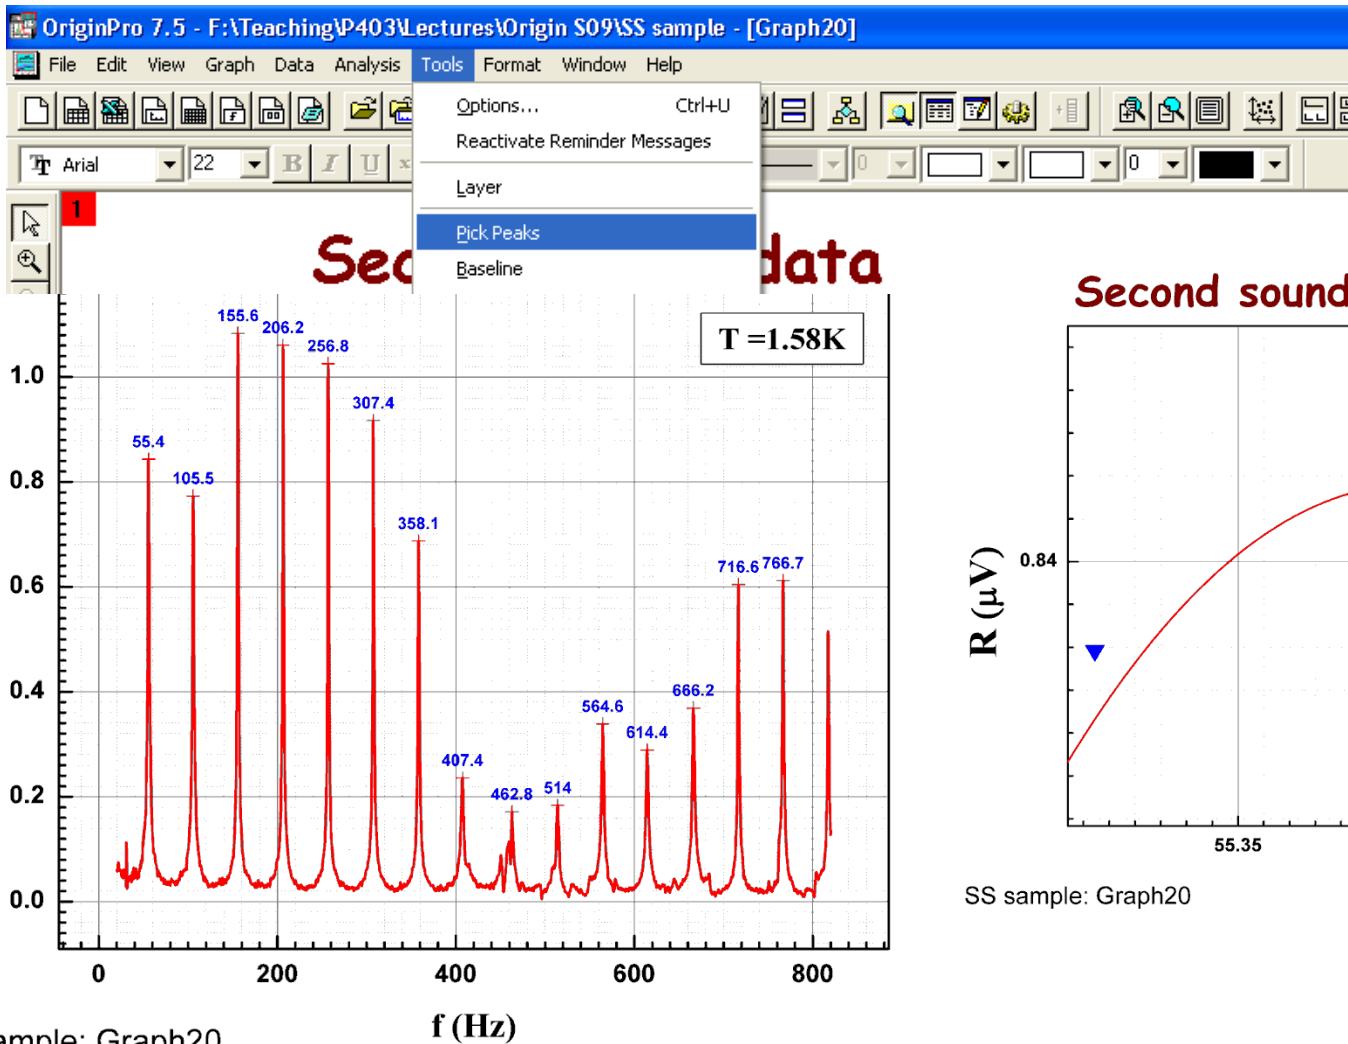 OriginPro 7.5 - F:\Teaching\P403\Lectures\Origin S09\SS sample - [Graph20]
File Edit View Graph Data Analysis Tools Format Window Help
Options... Ctrl+U
Reactivate Reminder Messages
Arial 22 B I U x 0 0
Layer
1
Pick Peaks
Baseline
Sec data
Second sound
T =1.58K
155.6
206.2
256.8
307.4
55.4
105.5
358.1
716.6 766.7
666.2
564.6
614.4
407.4
462.8 514
1.0
0.8
0.6
0.4
0.2
0.0
0 200 400 600 800
f (Hz)
R (μV)
0.84
55.35
SS sample: Graph20
ample: Graph20